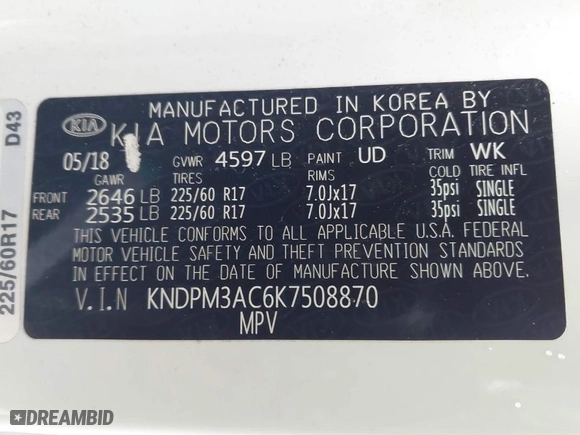 MANUFACTURED IN KOREA BY
KIA KIA MOTORS CORPORATION
05/18 GVWR 4597 LB PAINT UD TRIM WK
GAWR TIRES RIMS COLD TIRE INFL
FRONT 2646 LB 225/60 R17 7.0Jx17 35psi SINGLE
REAR 2535 LB 225/60 R17 7.0Jx17 35psi SINGLE
THIS VEHICLE CONFORMS TO ALL APPLICABLE U.S.A. FEDERAL
MOTOR VEHICLE SAFETY AND THEFT PREVENTION STANDARDS
IN EFFECT ON THE DATE OF MANUFACTURE SHOWN ABOVE.
V.I.N KNDPM3AC6K7508870
MPV
225/60R17 D43
DREAMBID